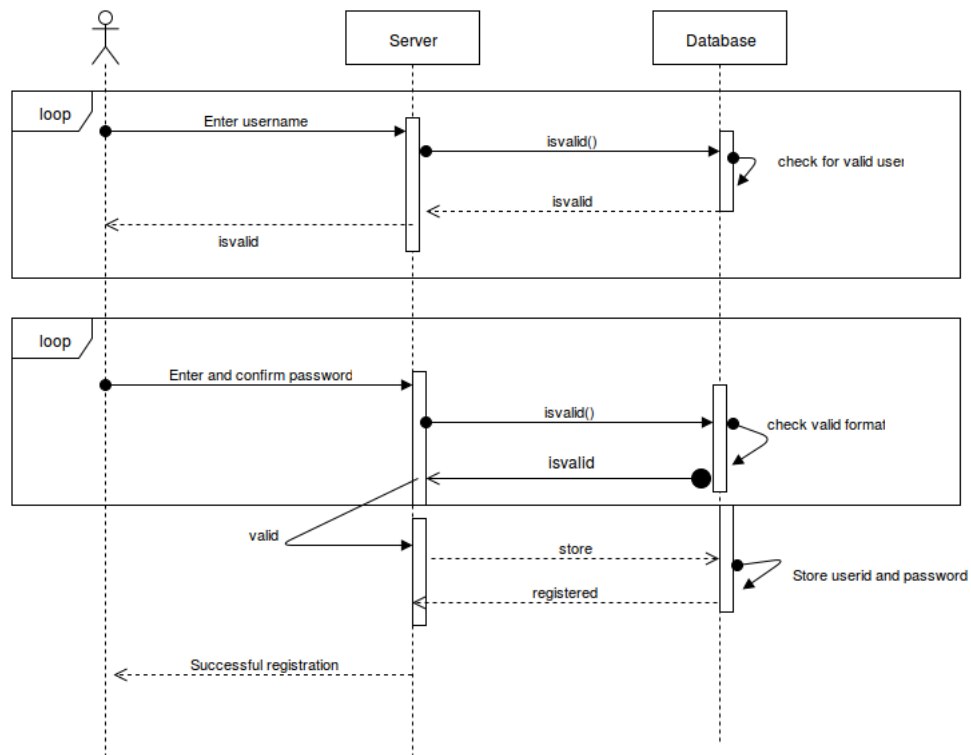 Server
Database
loop
Enter username
isvalid()
check for valid user
isvalid
isvalid
loop
Enter and confirm password
isvalid()
check valid format
isvalid
valid
store
Store userid and password
registered
Successful registration